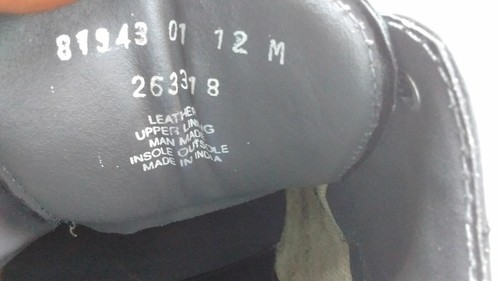 81943 01 12 M
263318
LEATHER
UPPER LINING
MAN MADE
INSOLE OUTSOLE
MADE IN INDIA